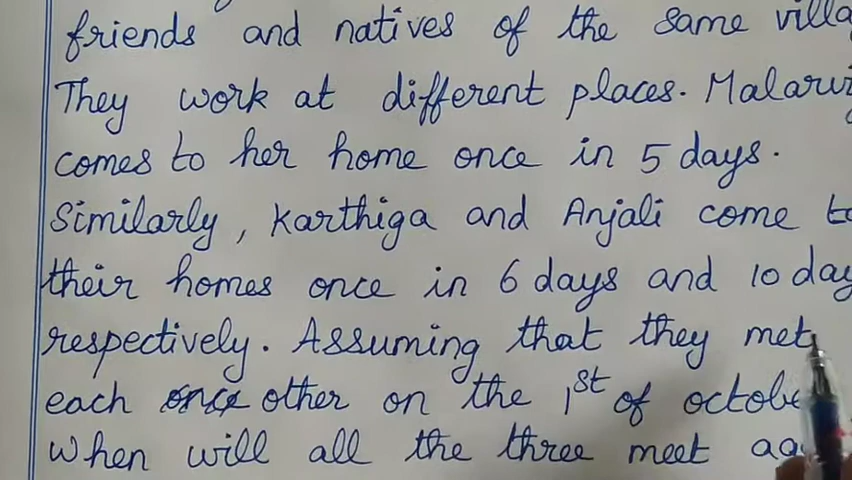 friends and natives of the same
They work at different places.
comes to her home once in 5 days.
Similarly, Karthiga and Anjali come
their homes once in 6 days and 10
respectively. Assuming that they met
each other on the 1st of
When will all the three meet